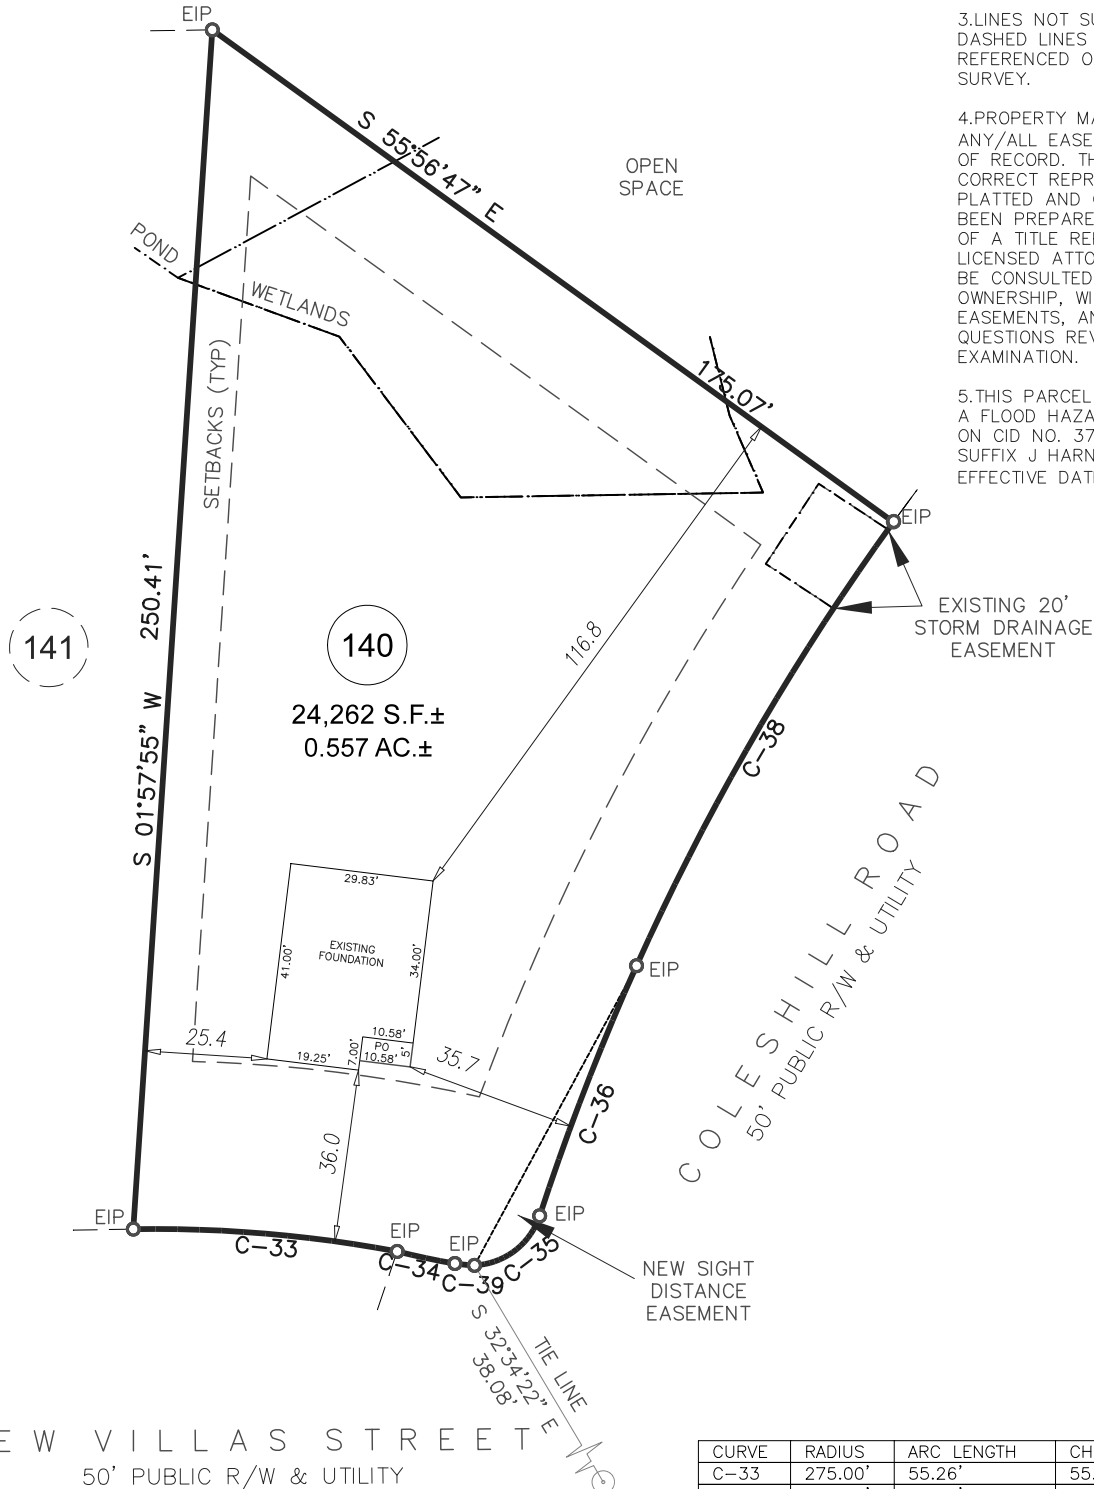 EIP
3.LINES NOT SU
DASHED LINES
REFERENCED O
SURVEY.
4.PROPERTY MA
ANY/ALL EASE
OF RECORD. TH
CORRECT REPR
PLATTED AND
BEEN PREPARE
OF A TITLE RE
LICENSED ATTO
BE CONSULTED
OWNERSHIP, WI
EASEMENTS, AN
QUESTIONS REV
EXAMINATION.
5.THIS PARCEL
A FLOOD HAZA
ON CID NO. 37
SUFFIX J HARN
EFFECTIVE DAT
S 55°56'47" E
175.07'
OPEN
SPACE
POND
WETLANDS
SETBACKS (TYP)
EIP
EXISTING 20'
STORM DRAINAGE
EASEMENT
S 01°57'55" W 250.41'
141
140
24,262 S.F.±
0.557 AC.±
116.8
C-38
29.83'
41.00'
EXISTING
FOUNDATION
34.00'
10.58'
PO
10.58'
5'
7.00'
19.25'
25.4
35.7
36.0
EIP
C-36
COLESHILL ROAD
50' PUBLIC R/W & UTILITY
EIP
EIP
EIP
EIP
C-33
C-34
C-39
C-35
NEW SIGHT
DISTANCE
EASEMENT
TIE LINE
S 32°34'22" E
38.08'
EW VILLAS STREET
50' PUBLIC R/W & UTILITY
CURVE RADIUS ARC LENGTH CH
C-33 275.00' 55.26' 55.